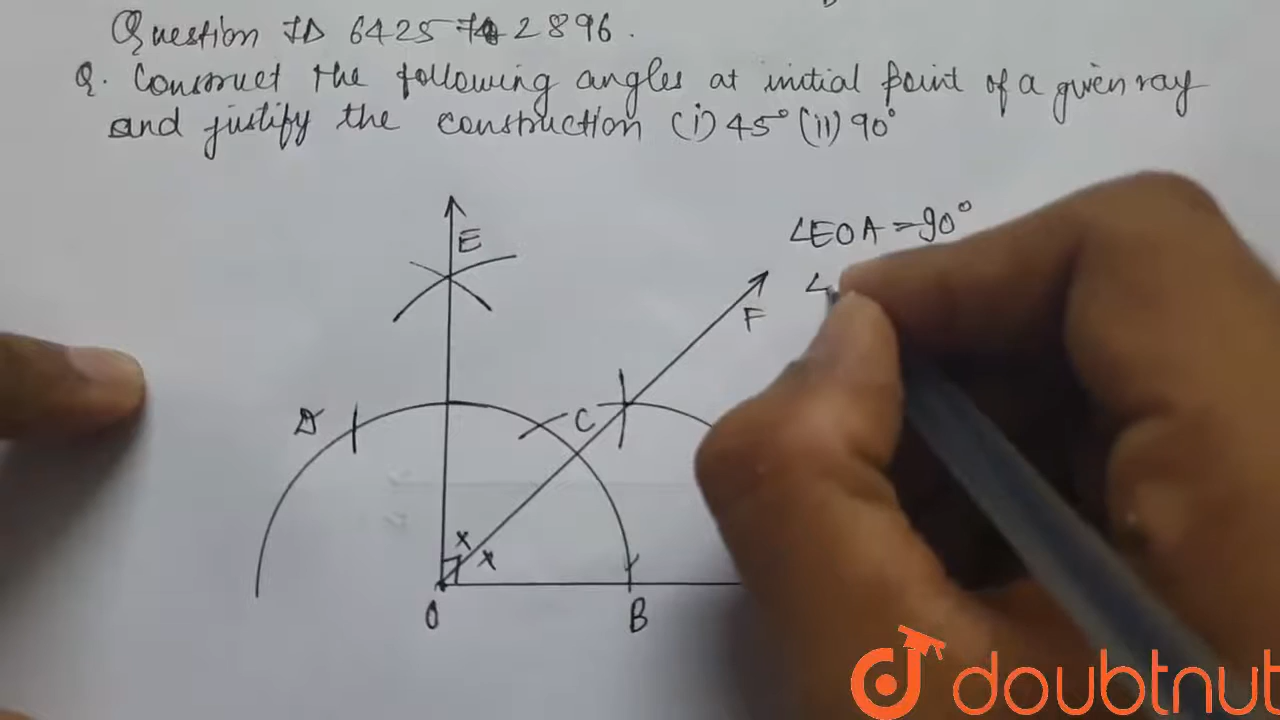 Question ID 6425 2896.
Q. Construct the following angles at initial point of a given ray
and justify the construction (i) 45° (ii) 90°
∠EOA = 90°
∠
E
F
D
C
x
x
O
B
doubtnut